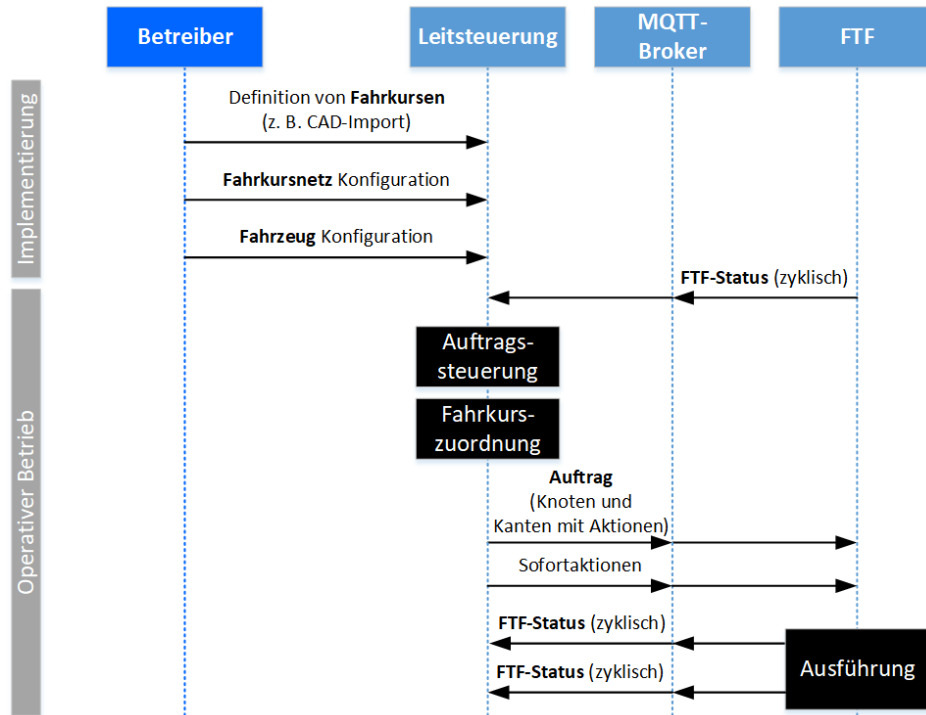 Betreiber
Leitsteuerung
MQTT-
Broker
FTF
Implementierung
Definition von Fahrkursen
(z. B. CAD-Import)
Fahrkursnetz Konfiguration
Fahrzeug Konfiguration
Operativer Betrieb
FTF-Status (zyklisch)
Auftrags-
steuerung
Fahrkurs-
zuordnung
Auftrag
(Knoten und
Kanten mit Aktionen)
Sofortaktionen
FTF-Status (zyklisch)
FTF-Status (zyklisch)
Ausführung